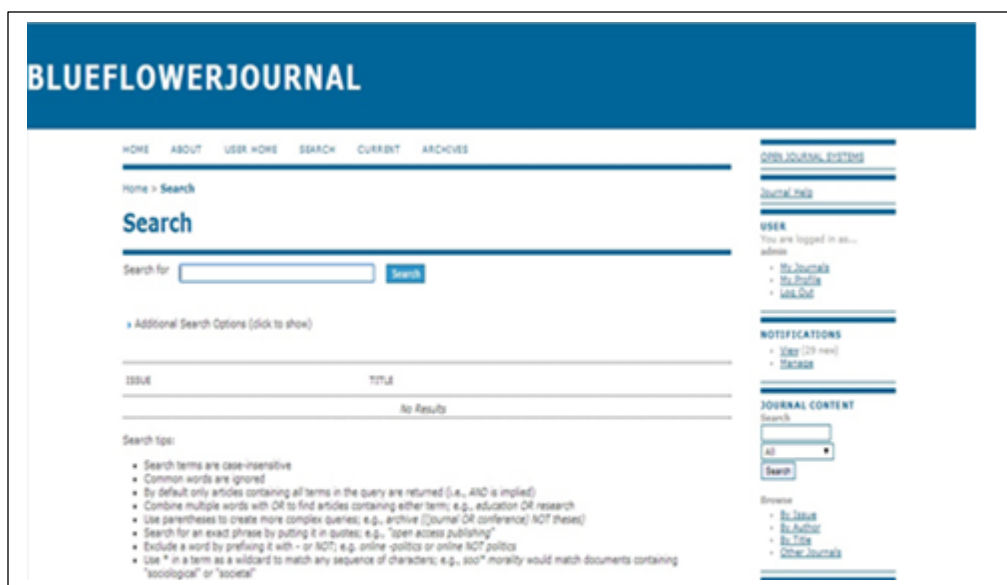 BLUEFLOWERJOURNAL
HOME ABOUT USER HOME SEARCH CURRENT ARCHIVES
Home > Search
Search
Search for
Search
Additional Search Options (click to show)
ISSUE TITLE
No Results
Search tips:
• Search terms are case-insensitive
• Common words are ignored
• By default only articles containing all terms in the query are returned (i.e., AND is implied)
• Combine multiple words with OR to find articles containing either term; e.g., education OR research
• Use parentheses to create more complex queries; e.g., archive ((journal OR conference) NOT theses)
• Search for an exact phrase by putting it in quotes; e.g., "open access publishing"
• Exclude a word by prefixing it with - or NOT; e.g. online -politics or online NOT politics
• Use * in a term as a wildcard to match any sequence of characters; e.g., soci* morality would match documents containing
"sociological" or "societal"
OPEN JOURNAL SYSTEMS
Journal Help
USER
You are logged in as...
admin
• My Journals
• My Profile
• Log Out
NOTIFICATIONS
• View (29 new)
• Manage
JOURNAL CONTENT
Search
All
Search
Browse
• By Issue
• By Author
• By Title
• Other Journals